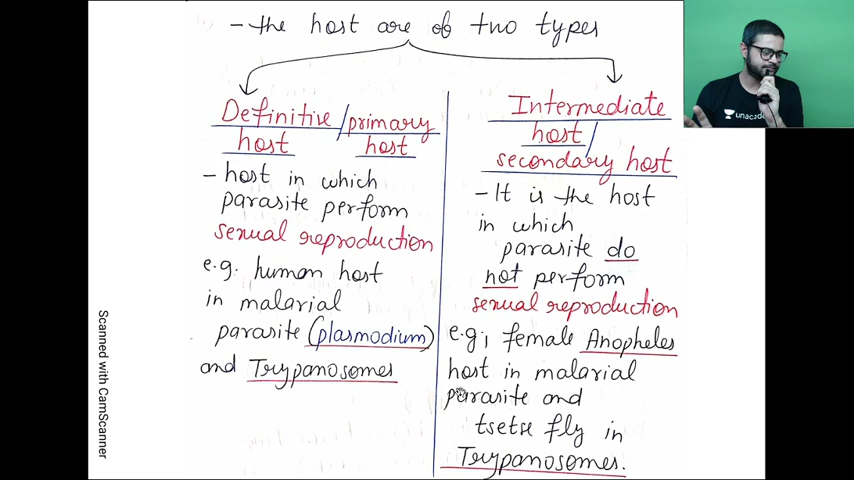 - the host are of two types
Definitive / primary
host host
- host in which
parasite perform
sexual reproduction
e.g. human host
in malarial
parasite (plasmodium)
and Trypanosomes
Intermediate
host /
secondary host
- It is the host
in which
parasite do
not perform
sexual reproduction
e.g; female Anopheles
host in malarial
parasite and
tsetse fly in
Trypanosomes.
Scanned with CamScanner